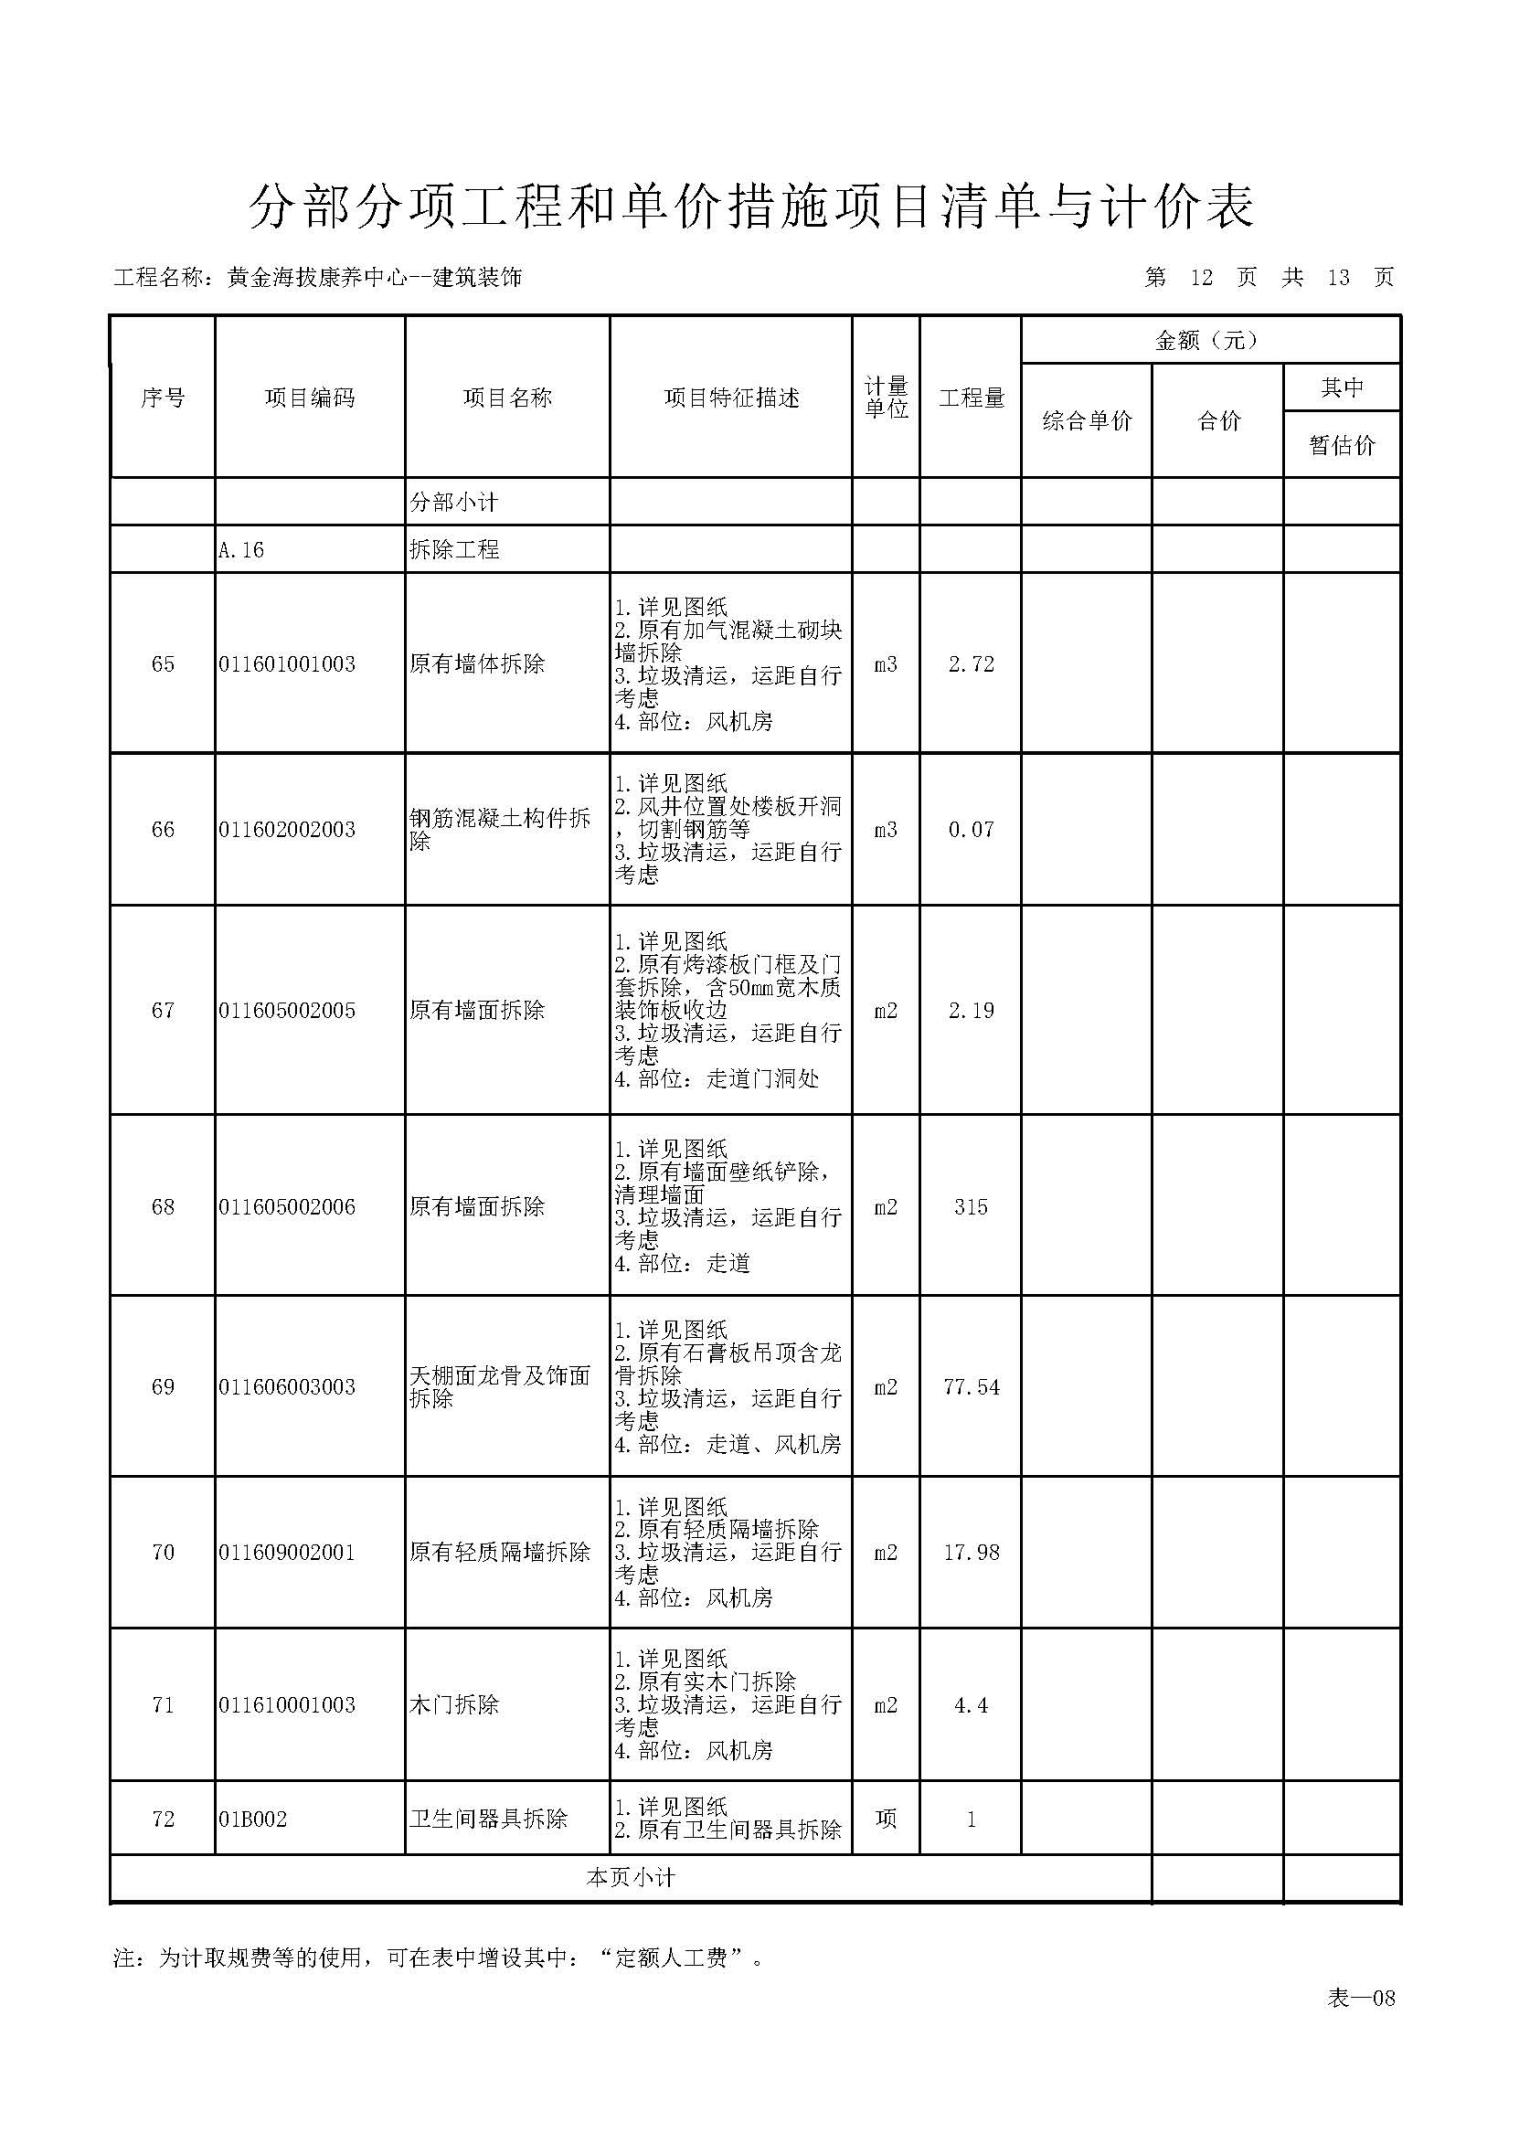 分部分项工程和单价措施项目清单与计价表
工程名称：黄金海拔康养中心--建筑装饰
第 12 页 共 13 页
序号
项目编码
项目名称
项目特征描述
计量
单位
工程量
金额（元）
综合单价
合价
其中
暂估价
分部小计
A.16
拆除工程
65
011601001003
原有墙体拆除
1.详见图纸
2.原有加气混凝土砌块
墙拆除
3.垃圾清运，运距自行
考虑
4.部位：风机房
m3
2.72
66
011602002003
钢筋混凝土构件拆
除
1.详见图纸
2.风井位置处楼板开洞
，切割钢筋等
3.垃圾清运，运距自行
考虑
m3
0.07
67
011605002005
原有墙面拆除
1.详见图纸
2.原有烤漆板门框及门
套拆除，含50mm宽木质
装饰板收边
3.垃圾清运，运距自行
考虑
4.部位：走道门洞处
m2
2.19
68
011605002006
原有墙面拆除
1.详见图纸
2.原有墙面壁纸铲除，
清理墙面
3.垃圾清运，运距自行
考虑
4.部位：走道
m2
315
69
011606003003
天棚面龙骨及饰面
拆除
1.详见图纸
2.原有石膏板吊顶含龙
骨拆除
3.垃圾清运，运距自行
考虑
4.部位：走道、风机房
m2
77.54
70
011609002001
原有轻质隔墙拆除
1.详见图纸
2.原有轻质隔墙拆除
3.垃圾清运，运距自行
考虑
4.部位：风机房
m2
17.98
71
011610001003
木门拆除
1.详见图纸
2.原有实木门拆除
3.垃圾清运，运距自行
考虑
4.部位：风机房
m2
4.4
72
01B002
卫生间器具拆除
1.详见图纸
2.原有卫生间器具拆除
项
1
本页小计
注：为计取规费等的使用，可在表中增设其中：“定额人工费”。
表—08